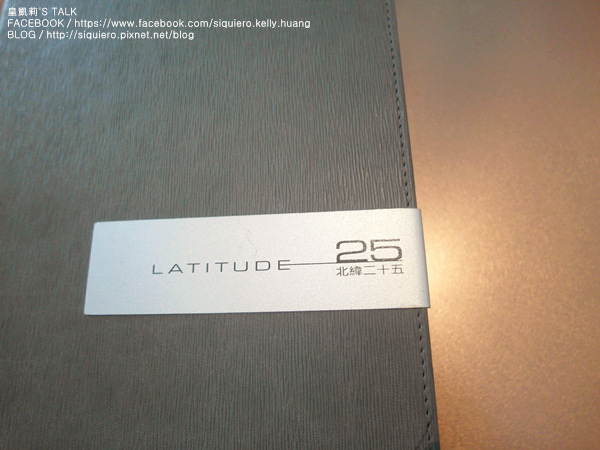 皇凱莉'S TALK
FACEBOOK / https://www.facebook.com/siquiero.kelly.huang
BLOG / http://siquiero.pixnet.net/blog
LATITUDE 25
北緯二十五